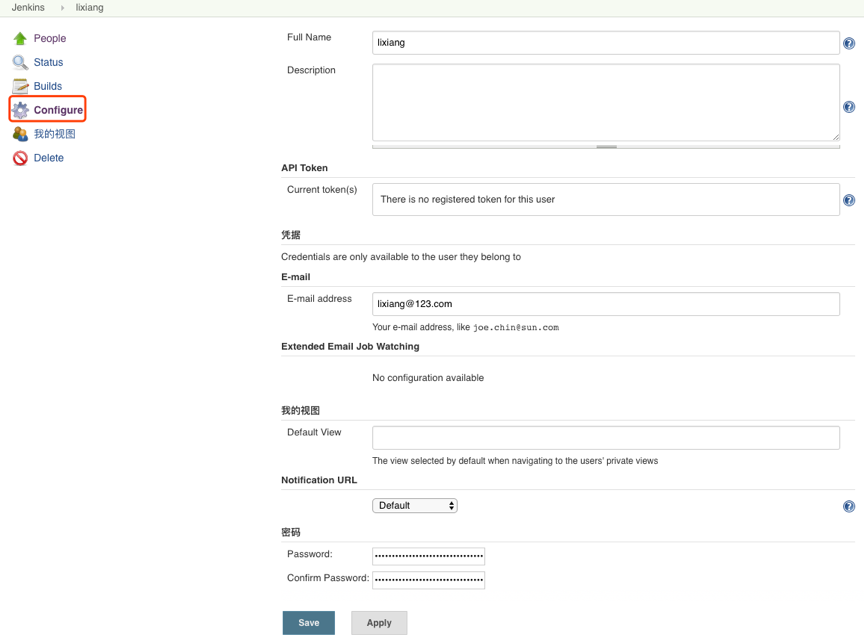 Jenkins › lixiang
People
Status
Builds
Configure
我的视图
Delete
Full Name
lixiang
Description
API Token
Current token(s)
There is no registered token for this user
凭据
Credentials are only available to the user they belong to
E-mail
E-mail address
lixiang@123.com
Your e-mail address, like joe.chin@sun.com
Extended Email Job Watching
No configuration available
我的视图
Default View
The view selected by default when navigating to the users' private views
Notification URL
Default
密码
Password:
Confirm Password:
Save
Apply